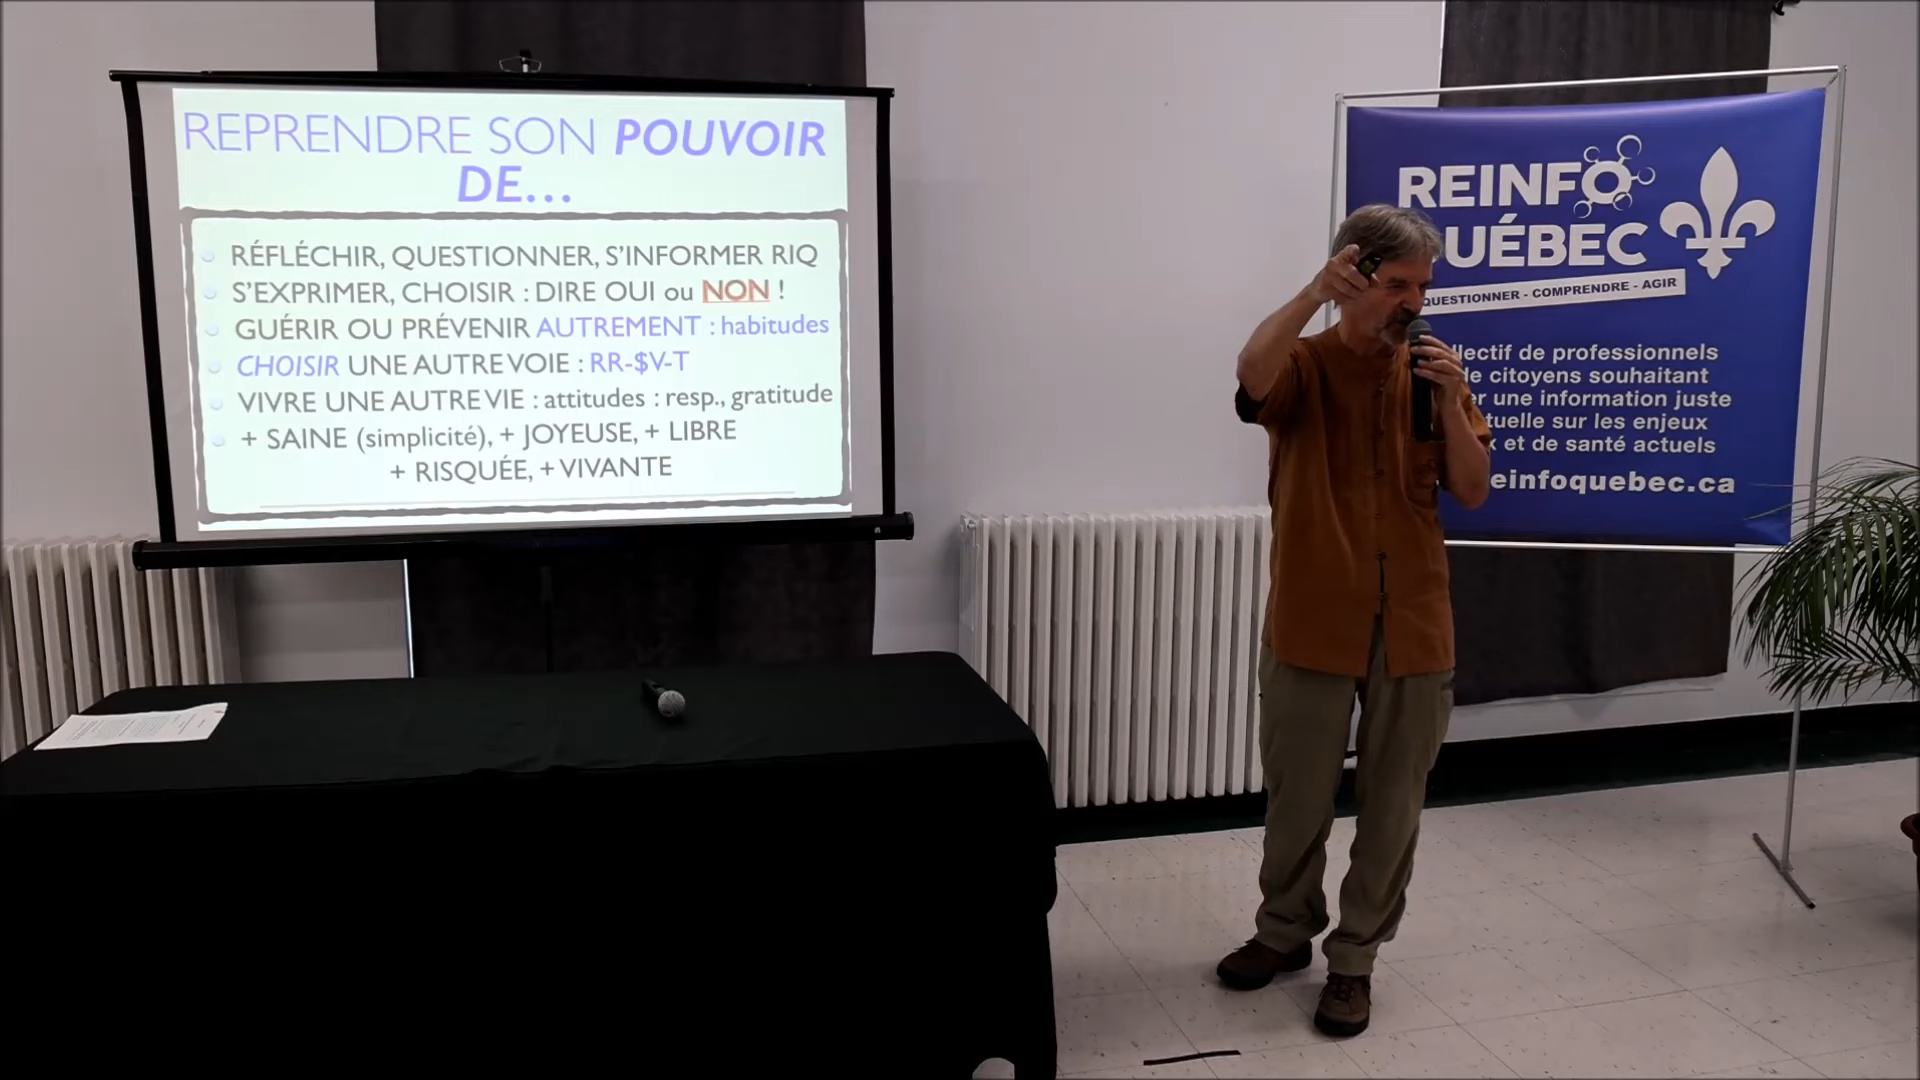 REPRENDRE SON POUVOIR
DE...
RÉFLÉCHIR, QUESTIONNER, S'INFORMER RIQ
S'EXPRIMER, CHOISIR : DIRE OUI ou NON !
GUÉRIR OU PRÉVENIR AUTREMENT : habitudes
CHOISIR UNE AUTRE VOIE : RR-$V-T
VIVRE UNE AUTRE VIE : attitudes : resp., gratitude
+ SAINE (simplicité), + JOYEUSE, + LIBRE
+ RISQUÉE, + VIVANTE
REINFO
UÉBEC
QUESTIONNER - COMPRENDRE - AGIR
llectif de professionnels
e citoyens souhaitant
er une information juste
tuelle sur les enjeux
x et de santé actuels
einfoquebec.ca